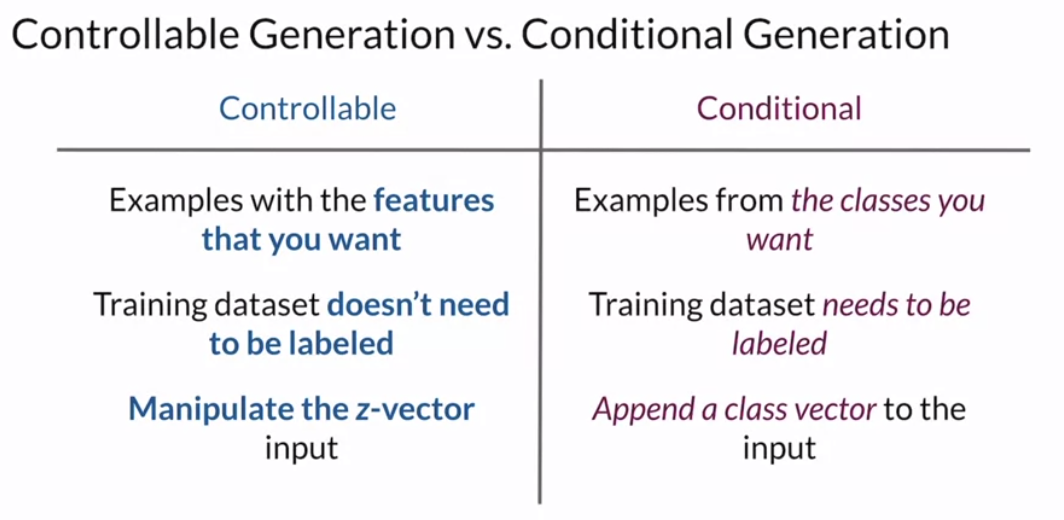 Controllable Generation vs. Conditional Generation
Controllable
Conditional
Examples with the features
that you want
Examples from the classes you
want
Training dataset doesn’t need
to be labeled
Training dataset needs to be
labeled
Manipulate the z-vector
input
Append a class vector to the
input